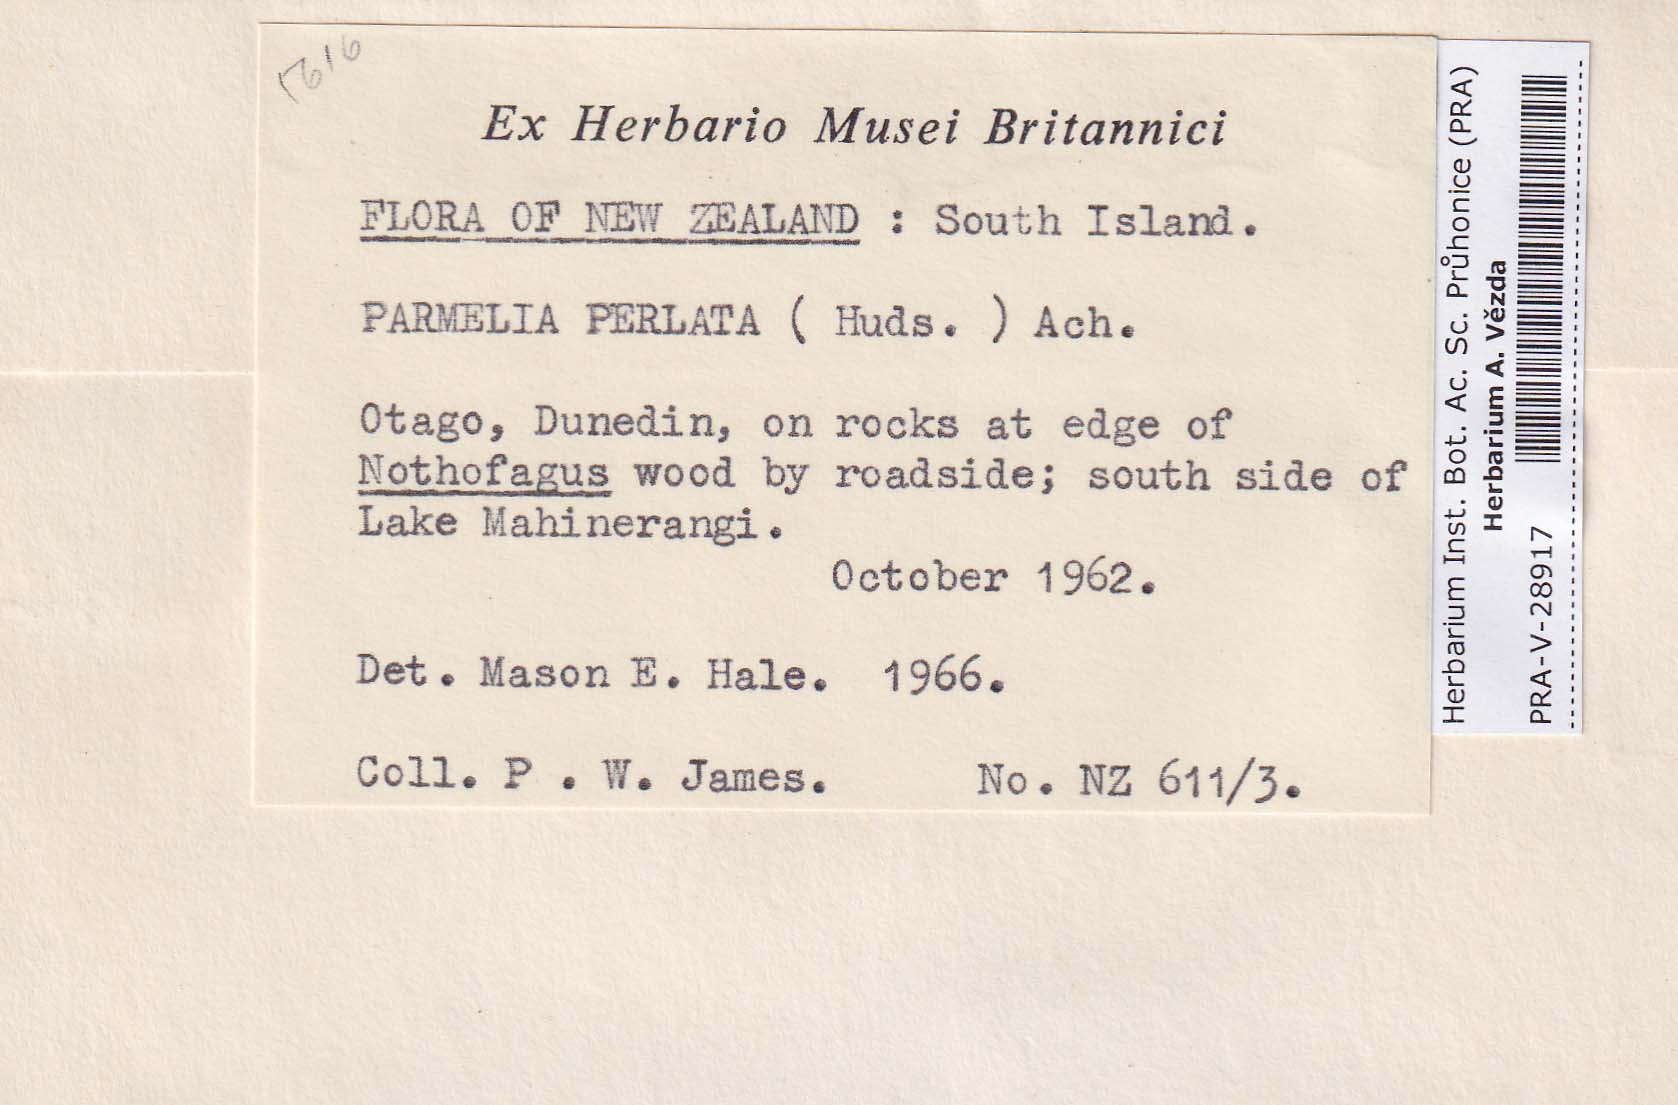 1616
Ex Herbario Musei Britannici
FLORA OF NEW ZEALAND : South Island.
PARMELIA PERLATA ( Huds. ) Ach.
Otago, Dunedin, on rocks at edge of
Nothofagus wood by roadside; south side of
Lake Mahinerangi.
October 1962.
Det. Mason E. Hale. 1966.
Coll. P . W. James. No. NZ 611/3.
Herbarium Inst. Bot. Ac. Sc. Průhonice (PRA)
Herbarium A. Vězda
PRA-V-28917